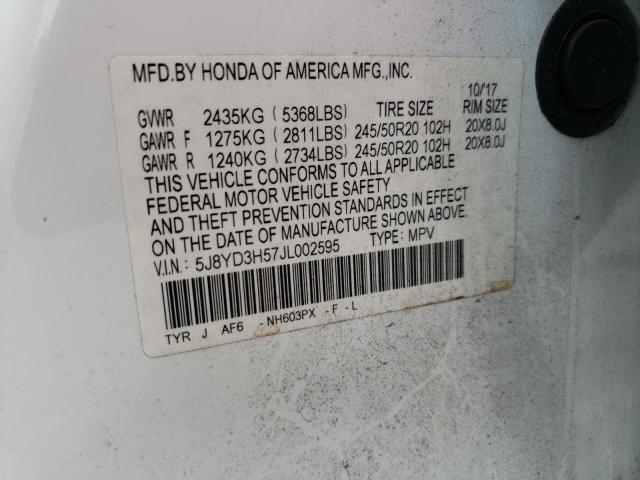 MFD.BY HONDA OF AMERICA MFG.,INC.
10/17
GVWR 2435KG ( 5368LBS) TIRE SIZE RIM SIZE
GAWR F 1275KG ( 2811LBS) 245/50R20 102H 20X8.0J
GAWR R 1240KG ( 2734LBS) 245/50R20 102H 20X8.0J
THIS VEHICLE CONFORMS TO ALL APPLICABLE
FEDERAL MOTOR VEHICLE SAFETY
AND THEFT PREVENTION STANDARDS IN EFFECT
ON THE DATE OF MANUFACTURE SHOWN ABOVE.
V.I.N.: 5J8YD3H57JL002595 TYPE: MPV
TYR J AF6 -NH603PX -F -L